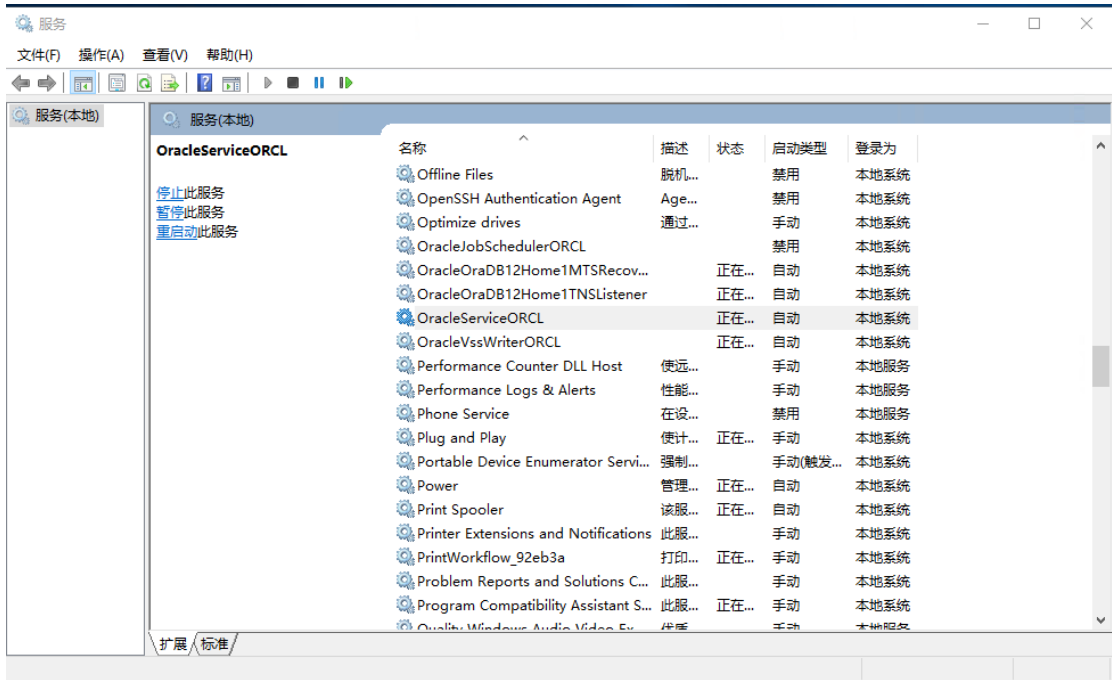 服务
文件(F) 操作(A) 查看(V) 帮助(H)
服务(本地)
服务(本地)
OracleServiceORCL
停止此服务
暂停此服务
重启动此服务
名称 描述 状态 启动类型 登录为
Offline Files 脱机... 禁用 本地系统
OpenSSH Authentication Agent Age... 禁用 本地系统
Optimize drives 通过... 手动 本地系统
OracleJobSchedulerORCL 禁用 本地系统
OracleOraDB12Home1MTSRecov... 正在... 自动 本地系统
OracleOraDB12Home1TNSListener 正在... 自动 本地系统
OracleServiceORCL 正在... 自动 本地系统
OracleVssWriterORCL 正在... 自动 本地系统
Performance Counter DLL Host 使远... 手动 本地服务
Performance Logs & Alerts 性能... 手动 本地服务
Phone Service 在设... 禁用 本地服务
Plug and Play 使计... 正在... 手动 本地系统
Portable Device Enumerator Servi... 强制... 手动(触发... 本地系统
Power 管理... 正在... 自动 本地系统
Print Spooler 该服... 正在... 自动 本地系统
Printer Extensions and Notifications 此服... 手动 本地系统
PrintWorkflow_92eb3a 打印... 正在... 手动 本地系统
Problem Reports and Solutions C... 此服... 手动 本地系统
Program Compatibility Assistant S... 此服... 正在... 手动 本地系统
Quality Windows Audio Video Ex... 优质... 手动 本地服务
扩展 标准